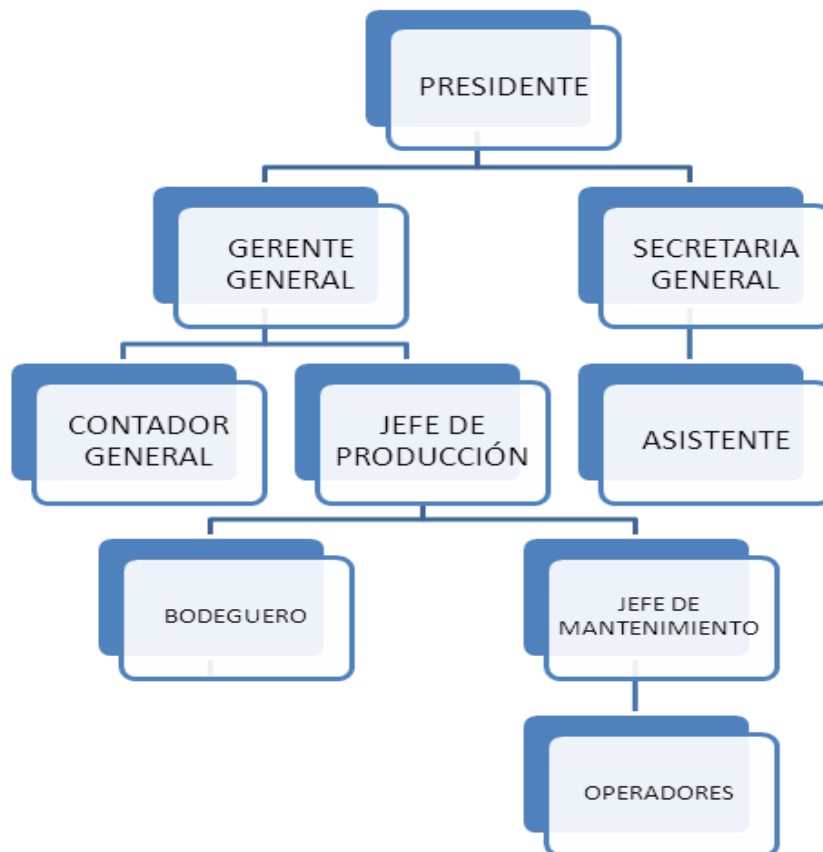 PRESIDENTE
GERENTE
GENERAL
SECRETARIA
GENERAL
CONTADOR
GENERAL
JEFE DE
PRODUCCIÓN
ASISTENTE
BODEGUERO
JEFE DE
MANTENIMIENTO
OPERADORES